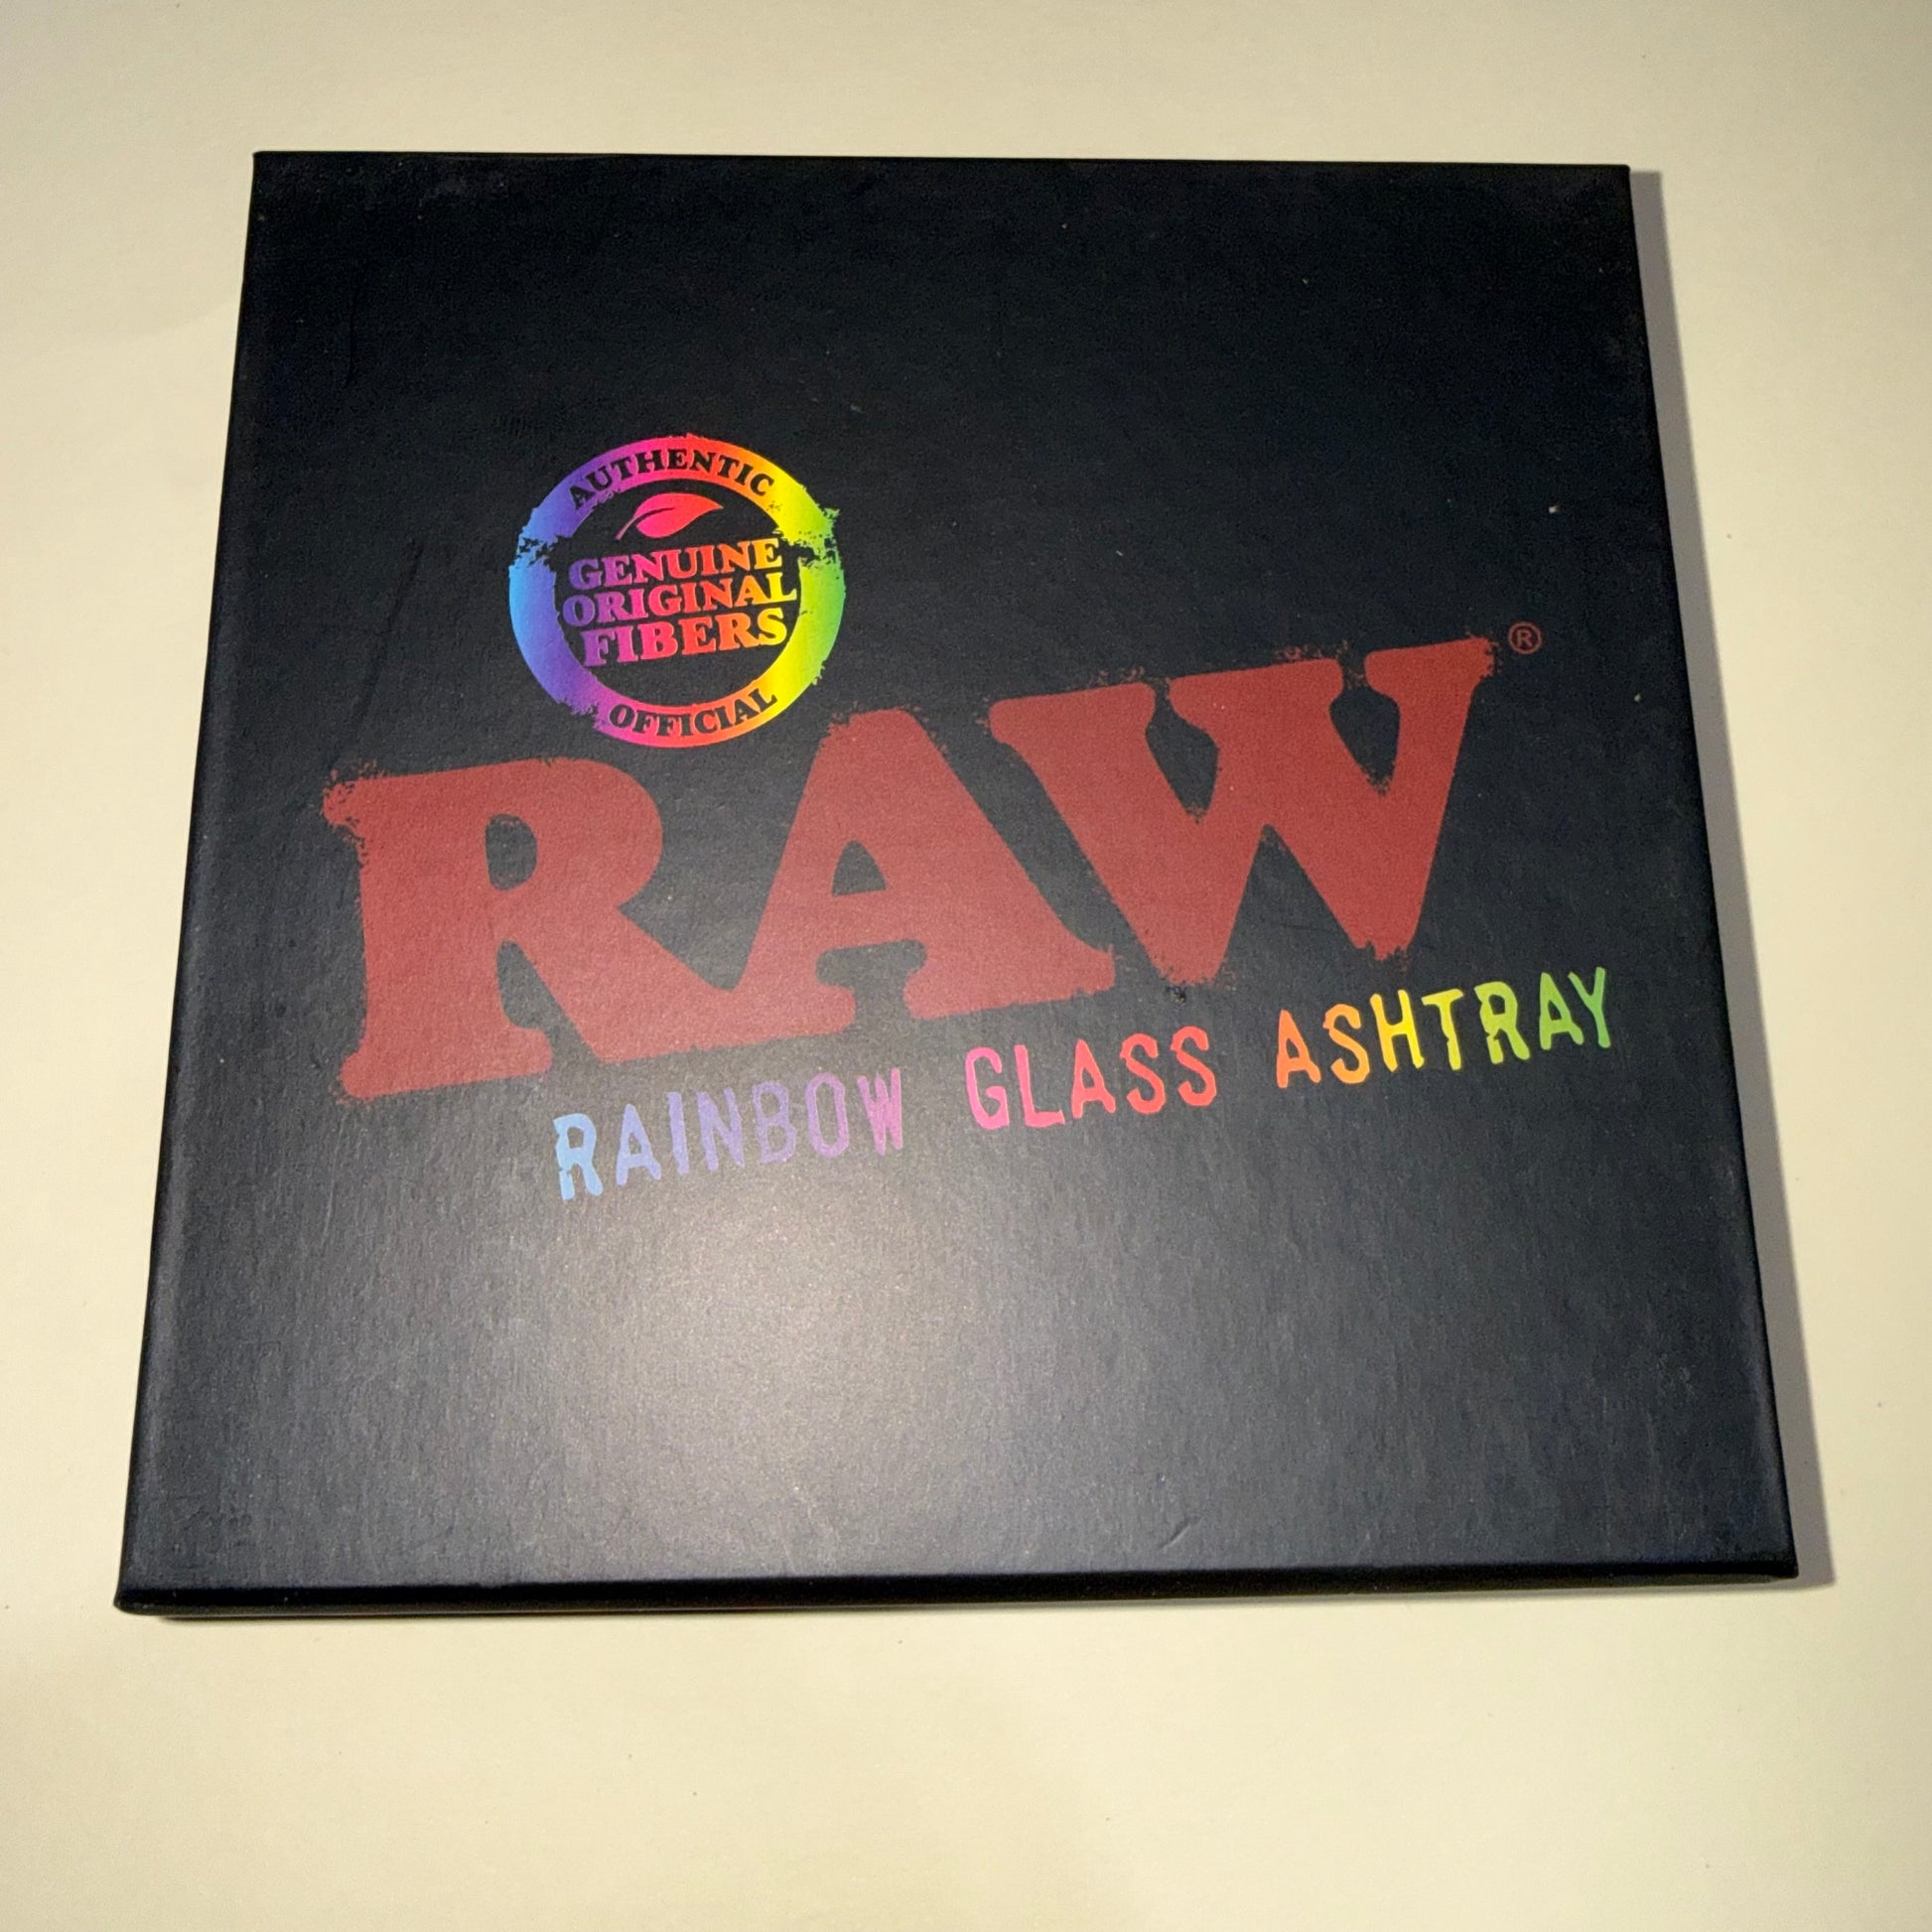 AUTHENTIC
GENUINE
ORIGINAL
FIBERS
OFFICIAL
RAW®
RAINBOW GLASS ASHTRAY